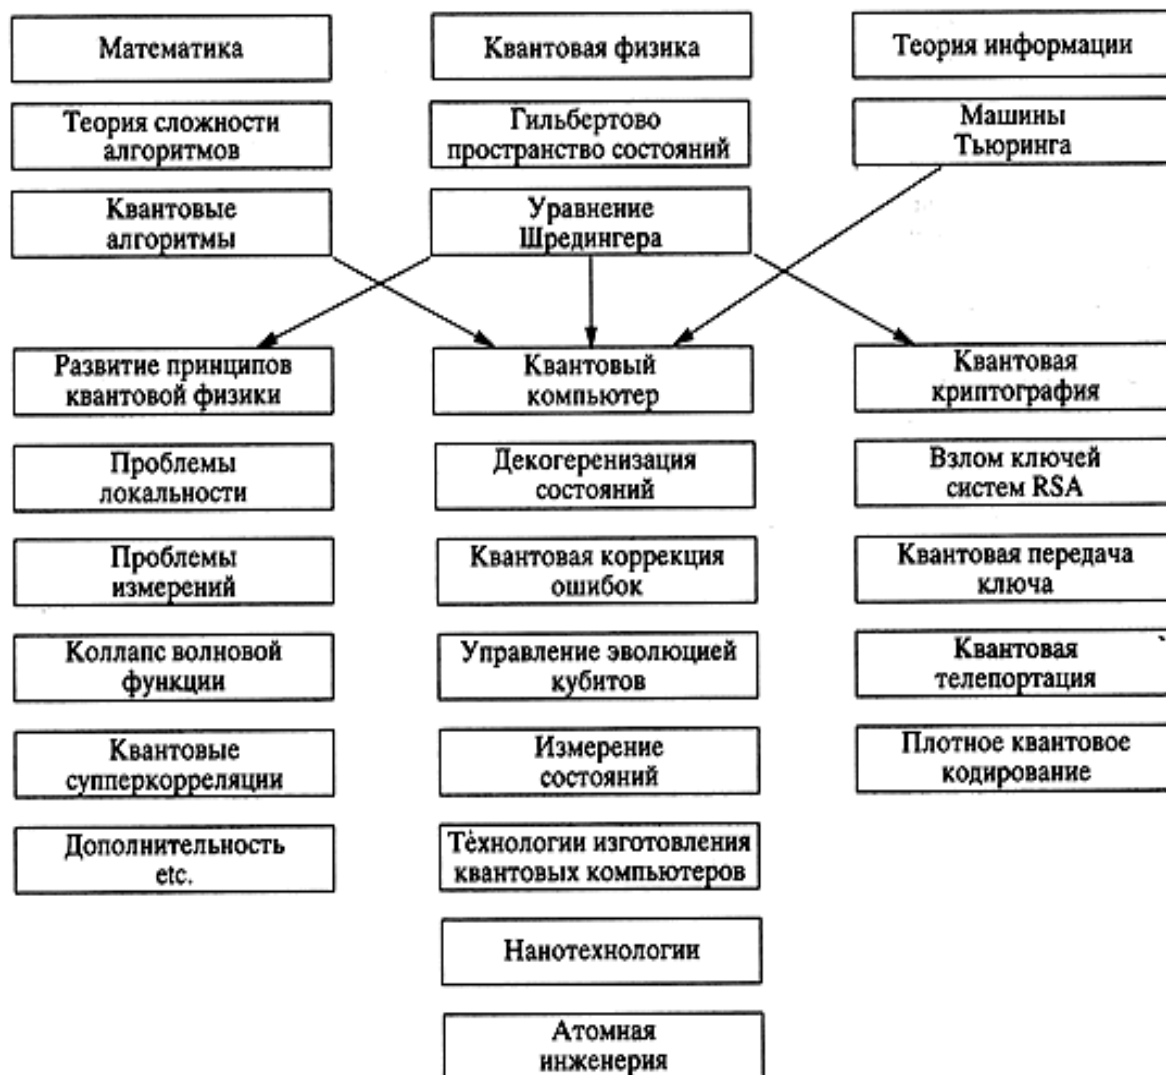 Математика
Квантовая физика
Теория информации
Теория сложности
алгоритмов
Гильбертово
пространство состояний
Машины
Тьюринга
Квантовые
алгоритмы
Уравнение
Шредингера
Развитие принципов
квантовой физики
Квантовый
компьютер
Квантовая
криптография
Проблемы
локальности
Декогеренизация
состояний
Взлом ключей
систем RSA
Проблемы
измерений
Квантовая коррекция
ошибок
Квантовая передача
ключа
Коллапс волновой
функции
Управление эволюцией
кубитов
Квантовая
телепортация
Квантовые
супперкорреляции
Измерение
состояний
Плотное квантовое
кодирование
Дополнительность
etc.
Технологии изготовления
квантовых компьютеров
Нанотехнологии
Атомная
инженерия